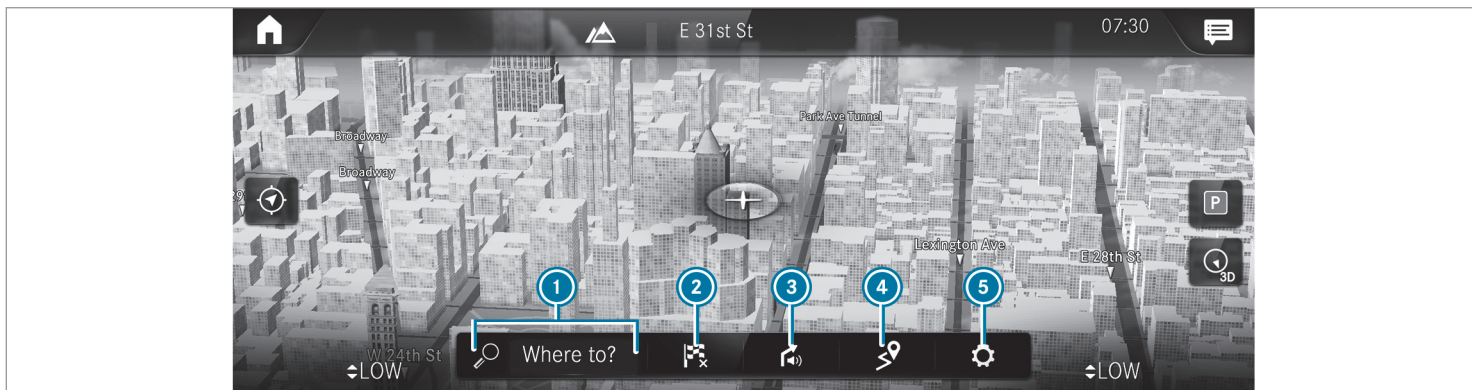 E 31st St
07:30
Park Ave Tunnel
Broadway
Broadway
29
P
Lexington Ave
E 28th St
3D
1
2
3
4
5
W 24th St
Where to?
LOW
LOW